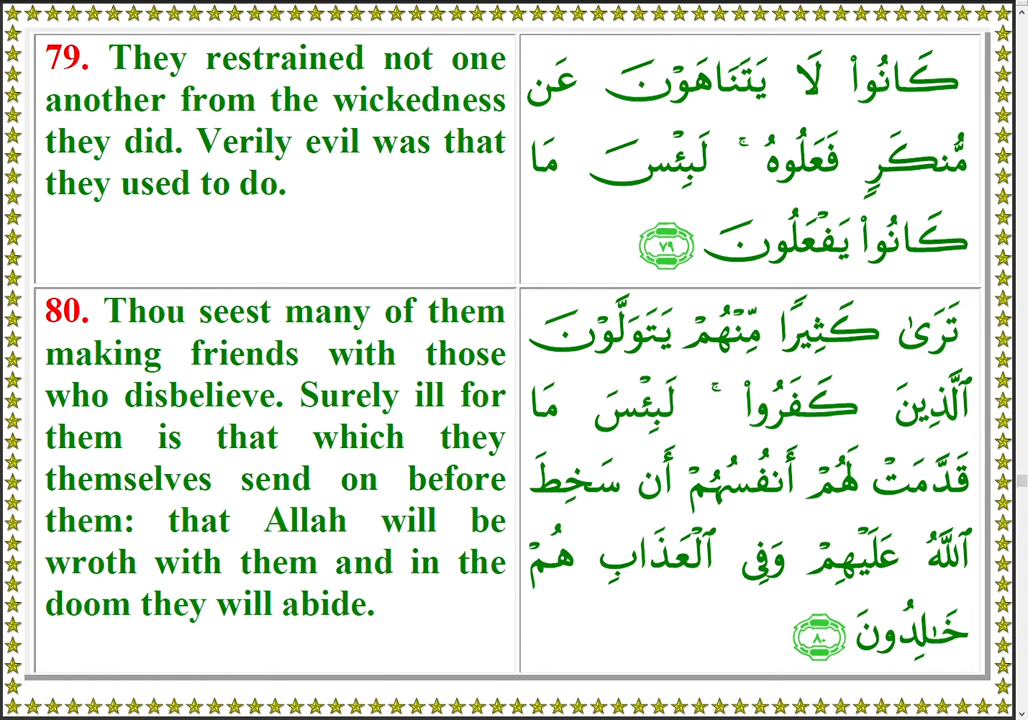 79. They restrained not one
another from the wickedness
they did. Verily evil was that
they used to do.
كَانُوا۟ لَا يَتَنَاهَوْنَ عَن
مُّنكَرٍ فَعَلُوهُ ۚ لَبِئْسَ مَا
كَانُوا۟ يَفْعَلُونَ ٧٩
80. Thou seest many of them
making friends with those
who disbelieve. Surely ill for
them is that which they
themselves send on before
them: that Allah will be
wroth with them and in the
doom they will abide.
تَرَىٰ كَثِيرًا مِّنْهُمْ يَتَوَلَّوْنَ
ٱلَّذِينَ كَفَرُوا۟ ۚ لَبِئْسَ مَا
قَدَّمَتْ لَهُمْ أَنفُسُهُمْ أَن سَخِطَ
ٱللَّهُ عَلَيْهِمْ وَفِى ٱلْعَذَابِ هُمْ
خَـٰلِدُونَ ٨٠